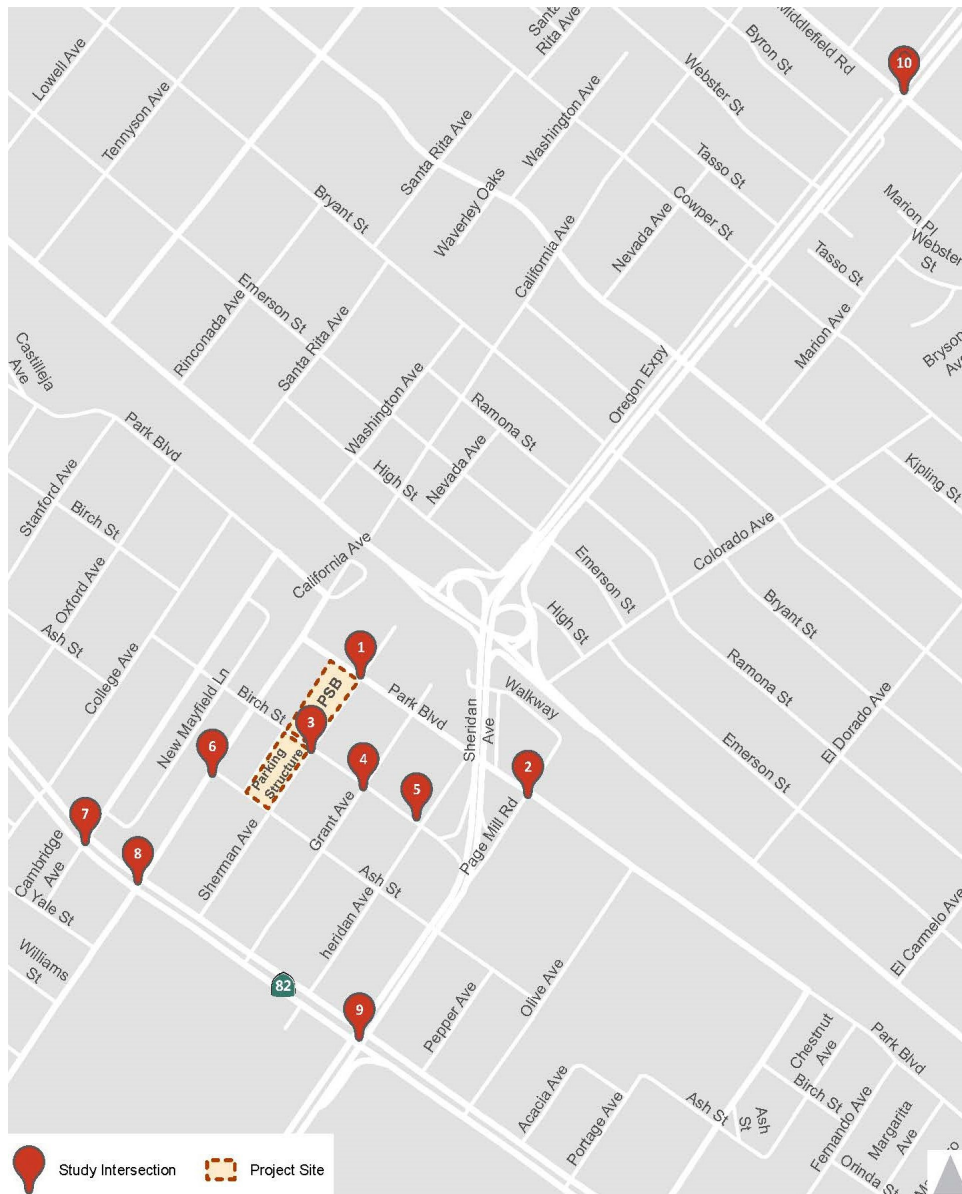 Lowell Ave
Tennyson Ave
Santa Rita Ave
Middlefield Rd
Byron St
10
Webster St
Washington Ave
Santa Rita Ave
Tasso St
Bryant St
Waverley Oaks
Cowper St
Marion Pl
Nevada Ave
California Ave
Webster St
Tasso St
Emerson St
Rinconada Ave
Santa Rita Ave
Marion Ave
Bryson Av
Castilleja Ave
Oregon Expy
Washington Ave
Ramona St
Park Blvd
Nevada Ave
High St
Kipling St
Stanford Ave
Birch St
Colorado Ave
California Ave
Emerson St
Oxford Ave
Bryant St
High St
Ash St
1
Ramona St
College Ave
New Mayfield Ln
PSB
Birch St
Park Blvd
Walkway
Sheridan Ave
El Dorado Ave
3
6
Parking Structure
4
2
Emerson St
5
Grant Ave
Page Mill Rd
7
8
Cambridge Ave
Sherman Ave
Ash St
Yale St
heridan Ave
El Carmelo Ave
Williams St
82
Olive Ave
Pepper Ave
9
Chestnut Ave
Park Blvd
Acacia Ave
Portage Ave
Birch St
Ash St
Ash St
Fernando Ave
Margarita Ave
Orinda St
Study Intersection
Project Site